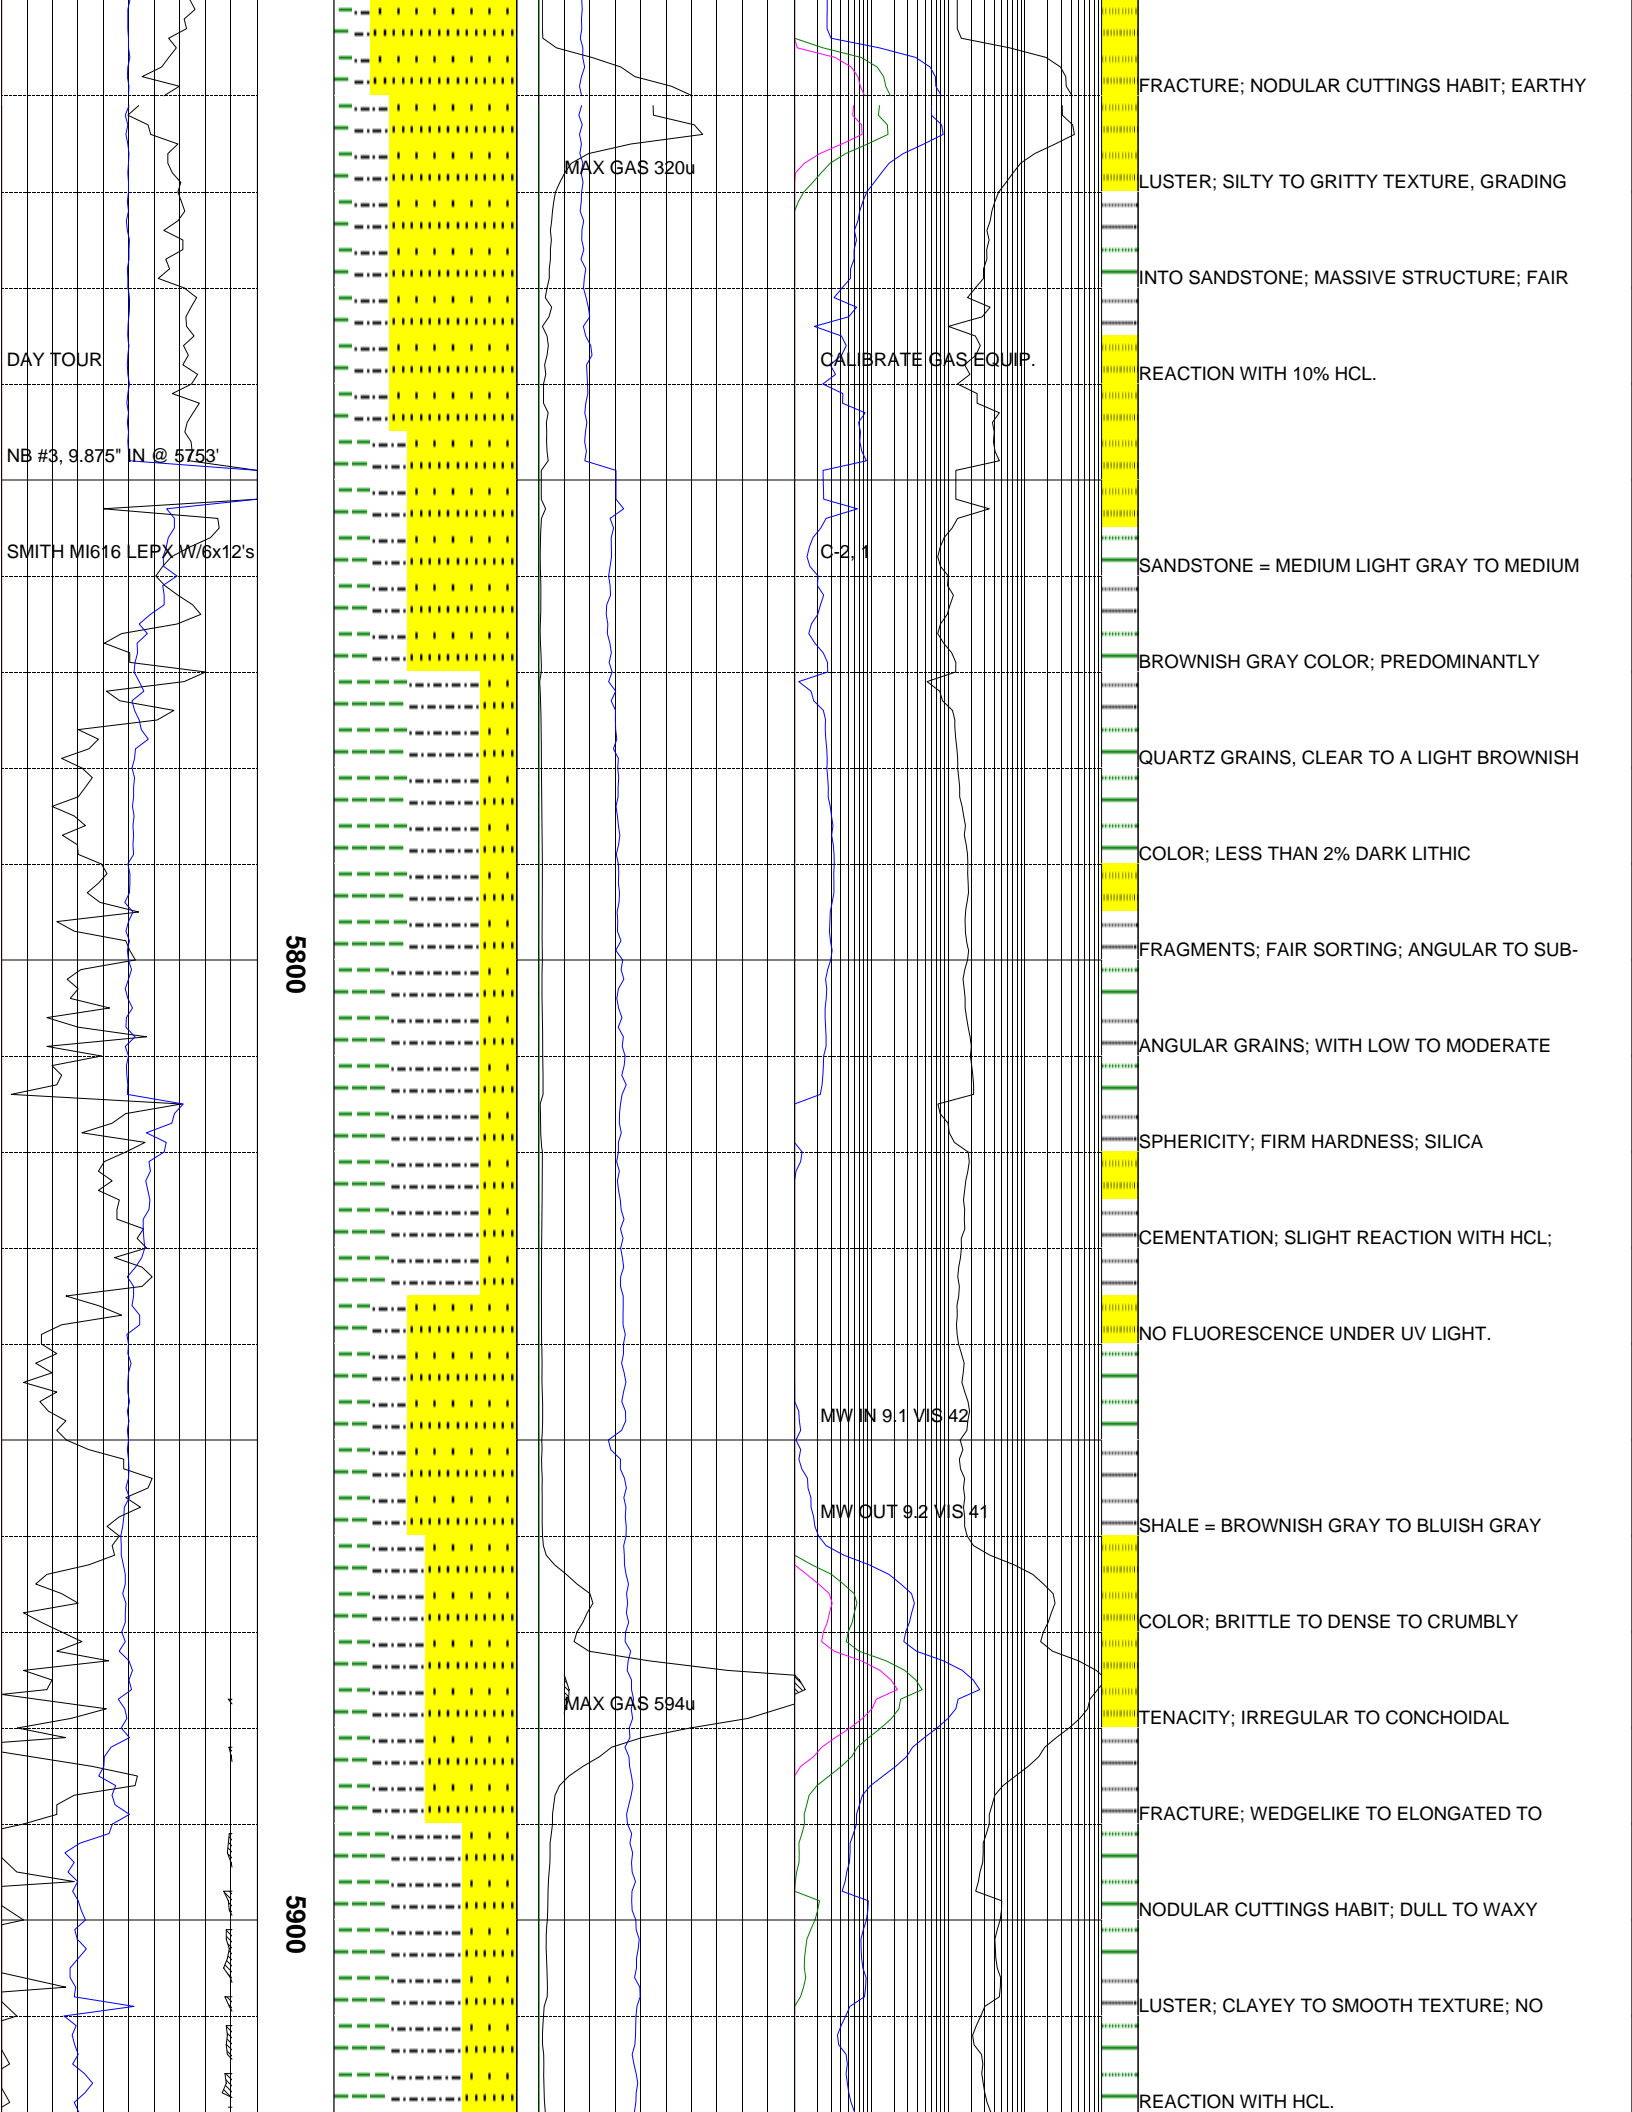 FRACTURE; NODULAR CUTTINGS HABIT; EARTHY
MAX GAS 320u
LUSTER; SILTY TO GRITTY TEXTURE, GRADING
INTO SANDSTONE; MASSIVE STRUCTURE; FAIR
DAY TOUR
CALIBRATE GAS EQUIP.
REACTION WITH 10% HCL.
NB #3, 9.875" IN @ 5753'
SMITH MI616 LEPX W/6x12's
C-2, 1
SANDSTONE = MEDIUM LIGHT GRAY TO MEDIUM
BROWNISH GRAY COLOR; PREDOMINANTLY
QUARTZ GRAINS, CLEAR TO A LIGHT BROWNISH
COLOR; LESS THAN 2% DARK LITHIC
5800
FRAGMENTS; FAIR SORTING; ANGULAR TO SUB-
ANGULAR GRAINS; WITH LOW TO MODERATE
SPHERICITY; FIRM HARDNESS; SILICA
CEMENTATION; SLIGHT REACTION WITH HCL;
NO FLUORESCENCE UNDER UV LIGHT.
MW IN 9.1 VIS 42
MW OUT 9.2 VIS 41
SHALE = BROWNISH GRAY TO BLUISH GRAY
COLOR; BRITTLE TO DENSE TO CRUMBLY
MAX GAS 594u
TENACITY; IRREGULAR TO CONCHOIDAL
FRACTURE; WEDGELIKE TO ELONGATED TO
5900
NODULAR CUTTINGS HABIT; DULL TO WAXY
LUSTER; CLAYEY TO SMOOTH TEXTURE; NO
REACTION WITH HCL.